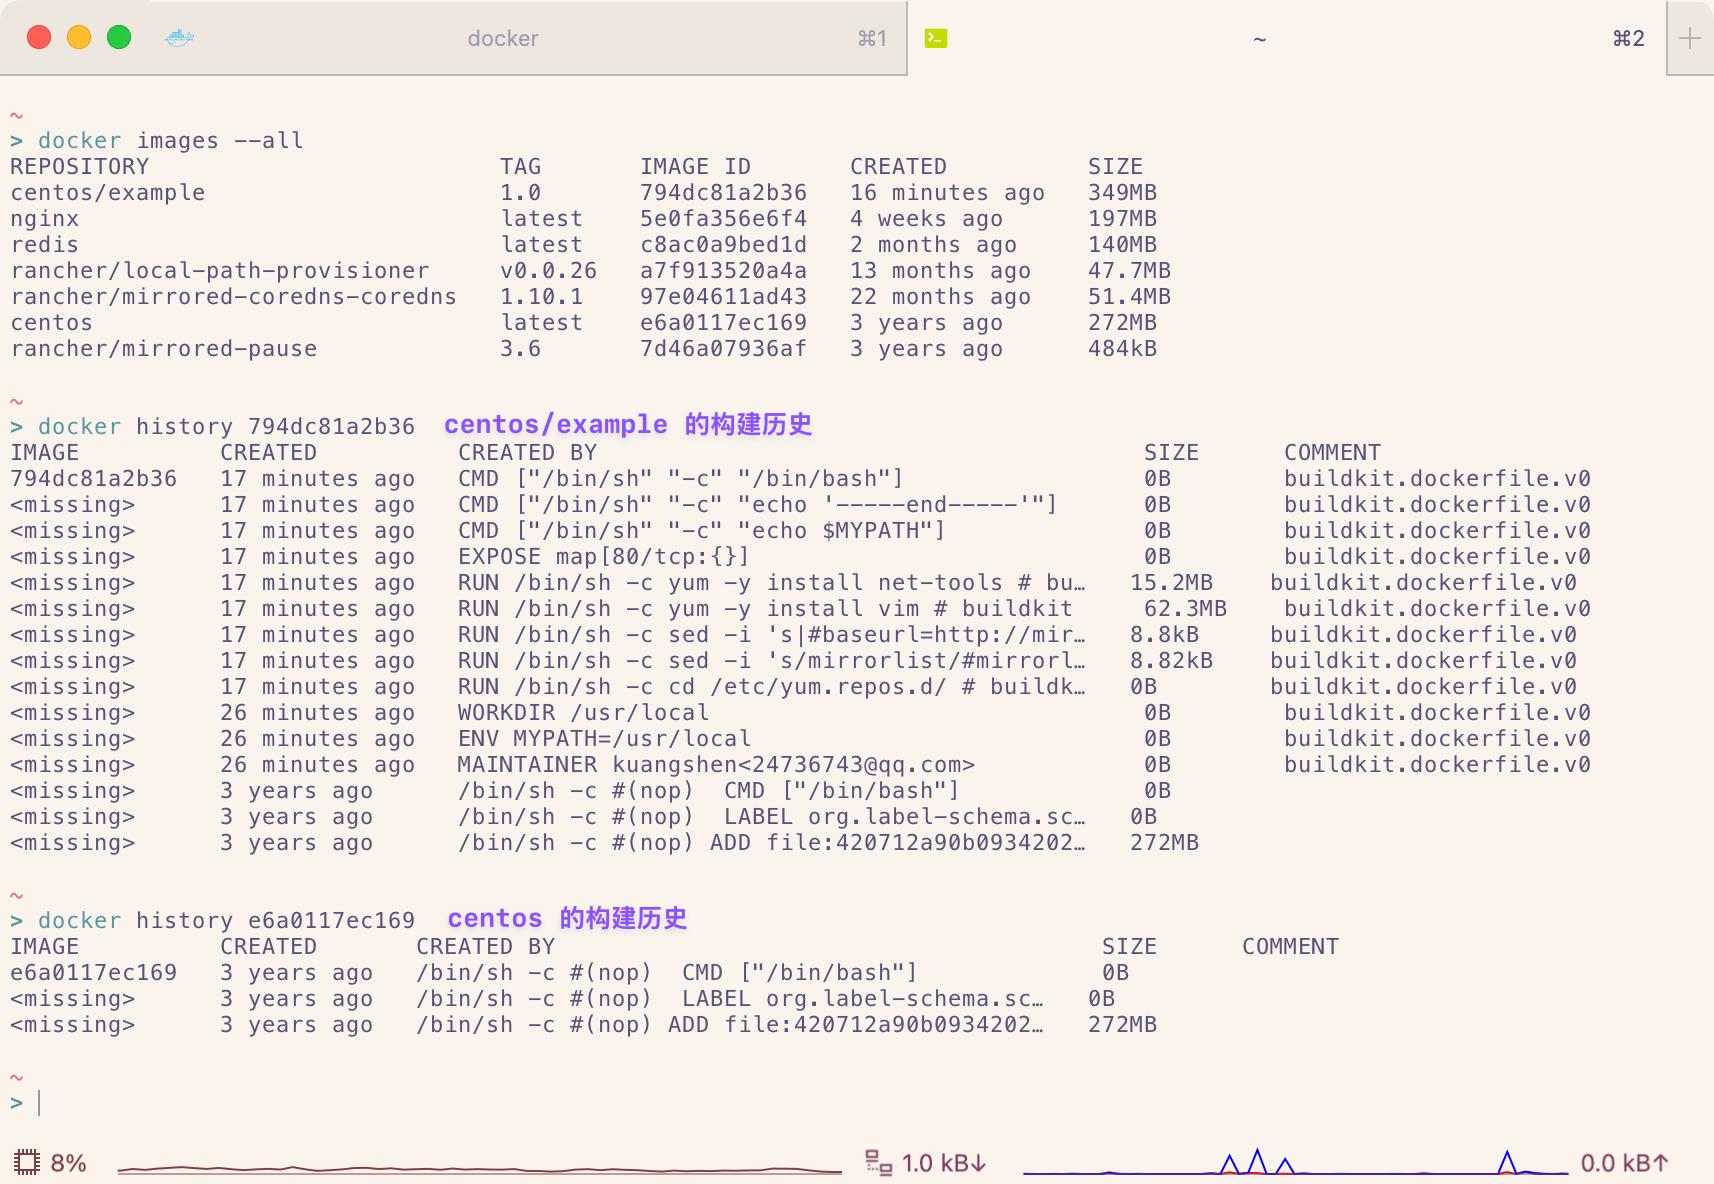 docker ⌘1 ~ ⌘2
~
> docker images --all
REPOSITORY TAG IMAGE ID CREATED SIZE
centos/example 1.0 794dc81a2b36 16 minutes ago 349MB
nginx latest 5e0fa356e6f4 4 weeks ago 197MB
redis latest c8ac0a9bed1d 2 months ago 140MB
rancher/local-path-provisioner v0.0.26 a7f913520a4a 13 months ago 47.7MB
rancher/mirrored-coredns-coredns 1.10.1 97e04611ad43 22 months ago 51.4MB
centos latest e6a0117ec169 3 years ago 272MB
rancher/mirrored-pause 3.6 7d46a07936af 3 years ago 484kB
~
> docker history 794dc81a2b36 centos/example 的构建历史
IMAGE CREATED CREATED BY SIZE COMMENT
794dc81a2b36 17 minutes ago CMD ["/bin/sh" "-c" "/bin/bash"] 0B buildkit.dockerfile.v0
<missing> 17 minutes ago CMD ["/bin/sh" "-c" "echo '-----end-----'"] 0B buildkit.dockerfile.v0
<missing> 17 minutes ago CMD ["/bin/sh" "-c" "echo $MYPATH"] 0B buildkit.dockerfile.v0
<missing> 17 minutes ago EXPOSE map[80/tcp:{}] 0B buildkit.dockerfile.v0
<missing> 17 minutes ago RUN /bin/sh -c yum -y install net-tools # bu… 15.2MB buildkit.dockerfile.v0
<missing> 17 minutes ago RUN /bin/sh -c yum -y install vim # buildkit 62.3MB buildkit.dockerfile.v0
<missing> 17 minutes ago RUN /bin/sh -c sed -i 's|#baseurl=http://mir… 8.8kB buildkit.dockerfile.v0
<missing> 17 minutes ago RUN /bin/sh -c sed -i 's/mirrorlist/#mirrorl… 8.82kB buildkit.dockerfile.v0
<missing> 17 minutes ago RUN /bin/sh -c cd /etc/yum.repos.d/ # buildk… 0B buildkit.dockerfile.v0
<missing> 26 minutes ago WORKDIR /usr/local 0B buildkit.dockerfile.v0
<missing> 26 minutes ago ENV MYPATH=/usr/local 0B buildkit.dockerfile.v0
<missing> 26 minutes ago MAINTAINER kuangshen<24736743@qq.com> 0B buildkit.dockerfile.v0
<missing> 3 years ago /bin/sh -c #(nop)  CMD ["/bin/bash"] 0B
<missing> 3 years ago /bin/sh -c #(nop)  LABEL org.label-schema.sc… 0B
<missing> 3 years ago /bin/sh -c #(nop) ADD file:420712a90b0934202… 272MB
~
> docker history e6a0117ec169 centos 的构建历史
IMAGE CREATED CREATED BY SIZE COMMENT
e6a0117ec169 3 years ago /bin/sh -c #(nop)  CMD ["/bin/bash"] 0B
<missing> 3 years ago /bin/sh -c #(nop)  LABEL org.label-schema.sc… 0B
<missing> 3 years ago /bin/sh -c #(nop) ADD file:420712a90b0934202… 272MB
~
>
8% 1.0 kB↓ 0.0 kB↑